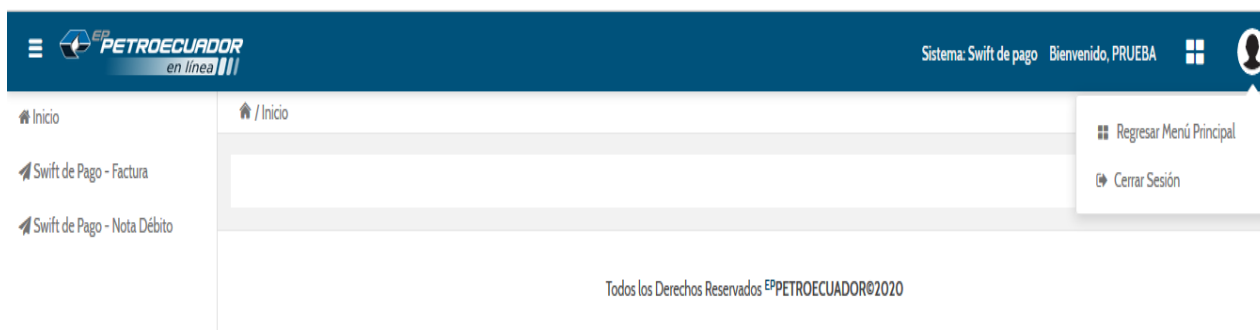 EP PETROECUADOR
en línea
Sistema: Swift de pago Bienvenido, PRUEBA
Inicio
Swift de Pago - Factura
Swift de Pago - Nota Débito
/ Inicio
Regresar Menú Principal
Cerrar Sesión
Todos los Derechos Reservados EPPETROECUADOR©2020